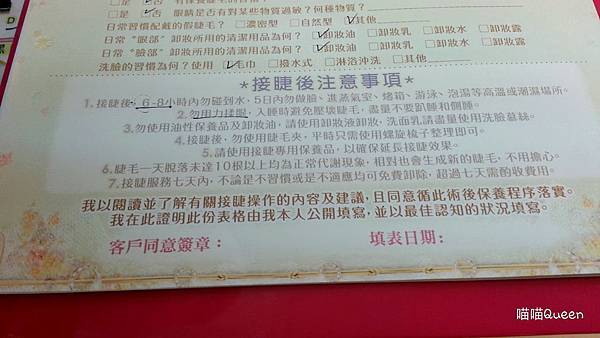 □是 □否 眼睛是否有對某些物質過敏？何種物質？
日常習慣配戴的假睫毛？ □濃密型 □自然型 ☑其他
日常“眼部”卸妝所用的清潔用品為何？ ☑卸妝油 □卸妝乳 □卸妝水 □卸妝露
日常“臉部”卸妝所用的清潔用品為何？ ☑卸妝油 □卸妝乳 □卸妝水 □卸妝露
洗臉的習慣為何？使用 ☑毛巾 □撥水式 □淋浴沖洗 □其他
*接睫後注意事項*
1.接睫後，6-8小時內勿碰到水，5日內勿做臉、進蒸氣室、烤箱、游泳、泡湯等高溫或潮濕場所。
2.勿用力揉眼，入睡時避免壓壞睫毛，盡量不要趴睡和側睡。
3.勿使用油性保養品及卸妝油，請使用卸妝液卸妝，洗面乳請盡量使用洗臉慕絲。
4.接睫後，勿使用睫毛夾，平時只需使用螺旋梳子整理即可。
5.請使用接睫專用保養品，以確保延長接睫效果。
6.睫毛一天脫落未達10根以上均為正常代謝現象，相對也會生成新的睫毛，不用擔心。
7.接睫服務七天內，不論是不習慣或是不適應均可免費卸除，超過七天需酌收費用。
我以閱讀並了解有關接睫操作的內容及建議，且同意循此術後保養程序落實。
我在此證明此份表格由我本人公開填寫，並以最佳認知的狀況填寫。
客戶同意簽章： 填表日期：
喵喵Queen